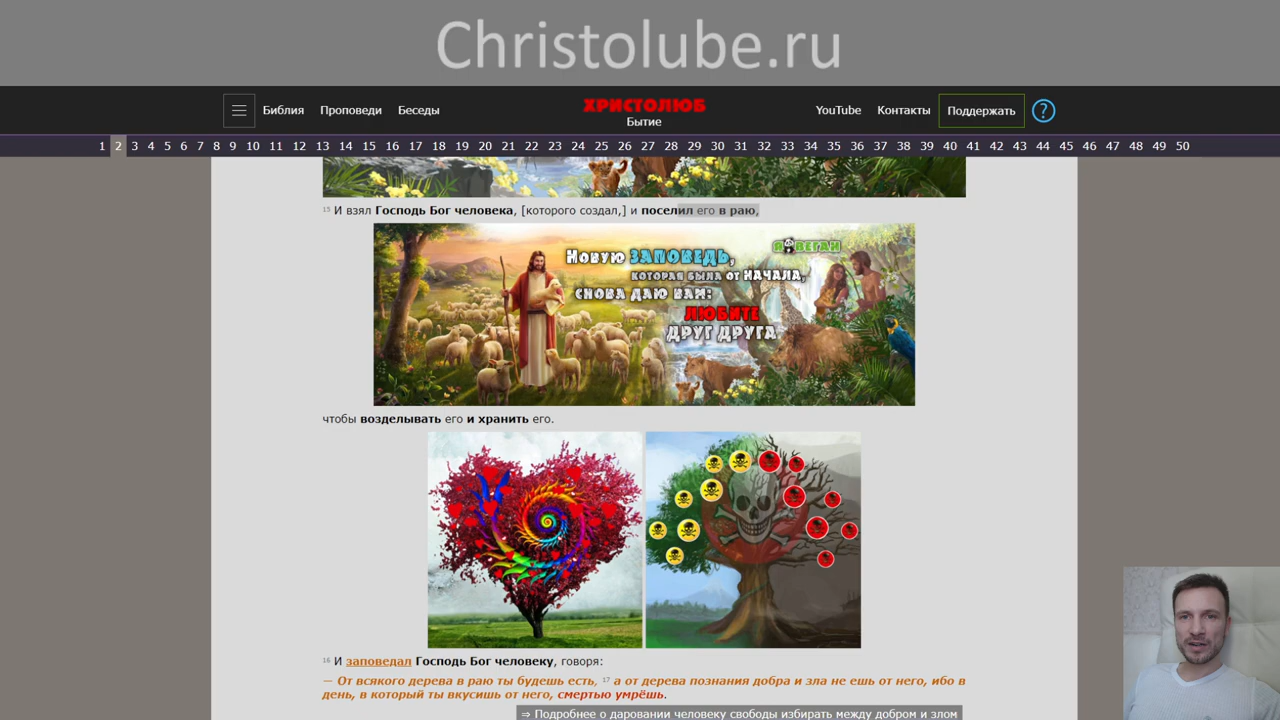 Christolube.ru
Библия Проповеди Беседы
ХРИСТОЛЮБ
Бытие
YouTube Контакты Поддержать ?
1 2 3 4 5 6 7 8 9 10 11 12 13 14 15 16 17 18 19 20 21 22 23 24 25 26 27 28 29 30 31 32 33 34 35 36 37 38 39 40 41 42 43 44 45 46 47 48 49 50
15 И взял Господь Бог человека, [которого создал,] и поселил его в раю,
Я ВЕГАН
Новую ЗАПОВЕДЬ,
которая была от НАЧАЛА,
снова даю вам:
ЛЮБИТЕ
ДРУГ ДРУГА
чтобы возделывать его и хранить его.
16 И заповедал Господь Бог человеку, говоря:
— От всякого дерева в раю ты будешь есть, 17 а от дерева познания добра и зла не ешь от него, ибо в
день, в который ты вкусишь от него, смертью умрёшь.
⇒ Подробнее о даровании человеку свободы избирать между добром и злом